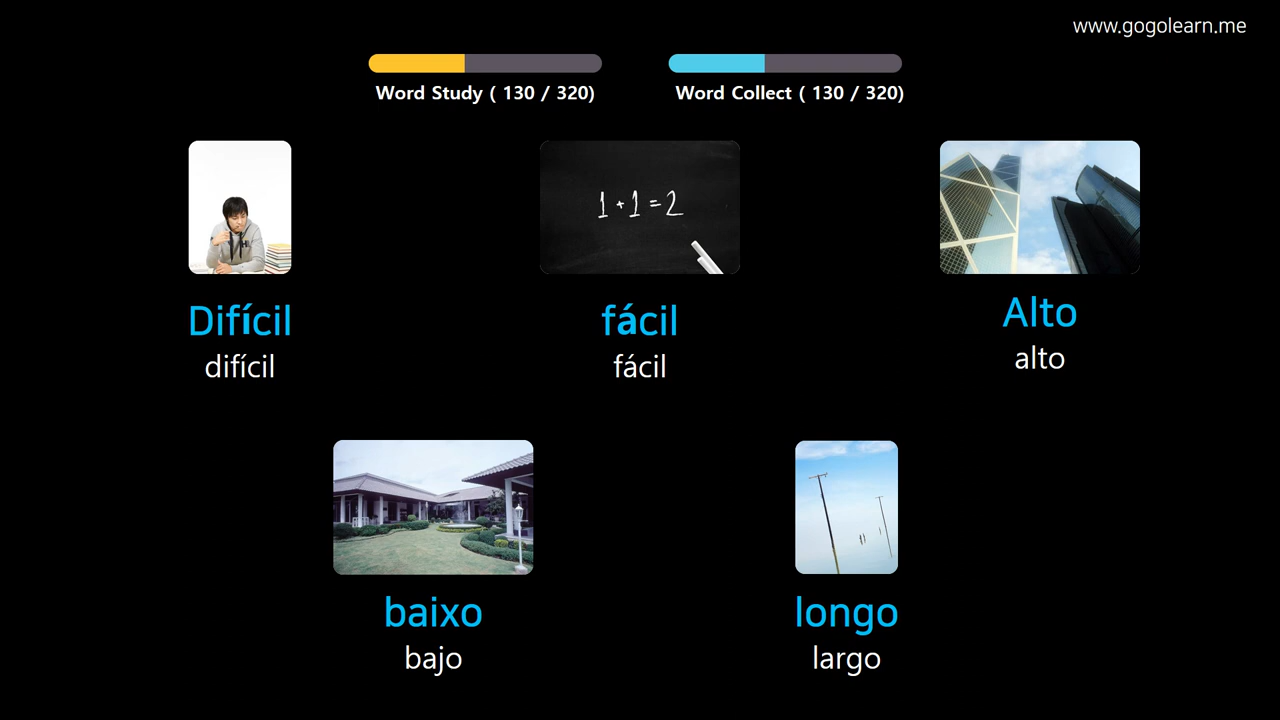 www.gogolearn.me
Word Study ( 130 / 320)
Word Collect ( 130 / 320)
1 + 1 = 2
Difícil
difícil
fácil
fácil
Alto
alto
baixo
bajo
longo
largo